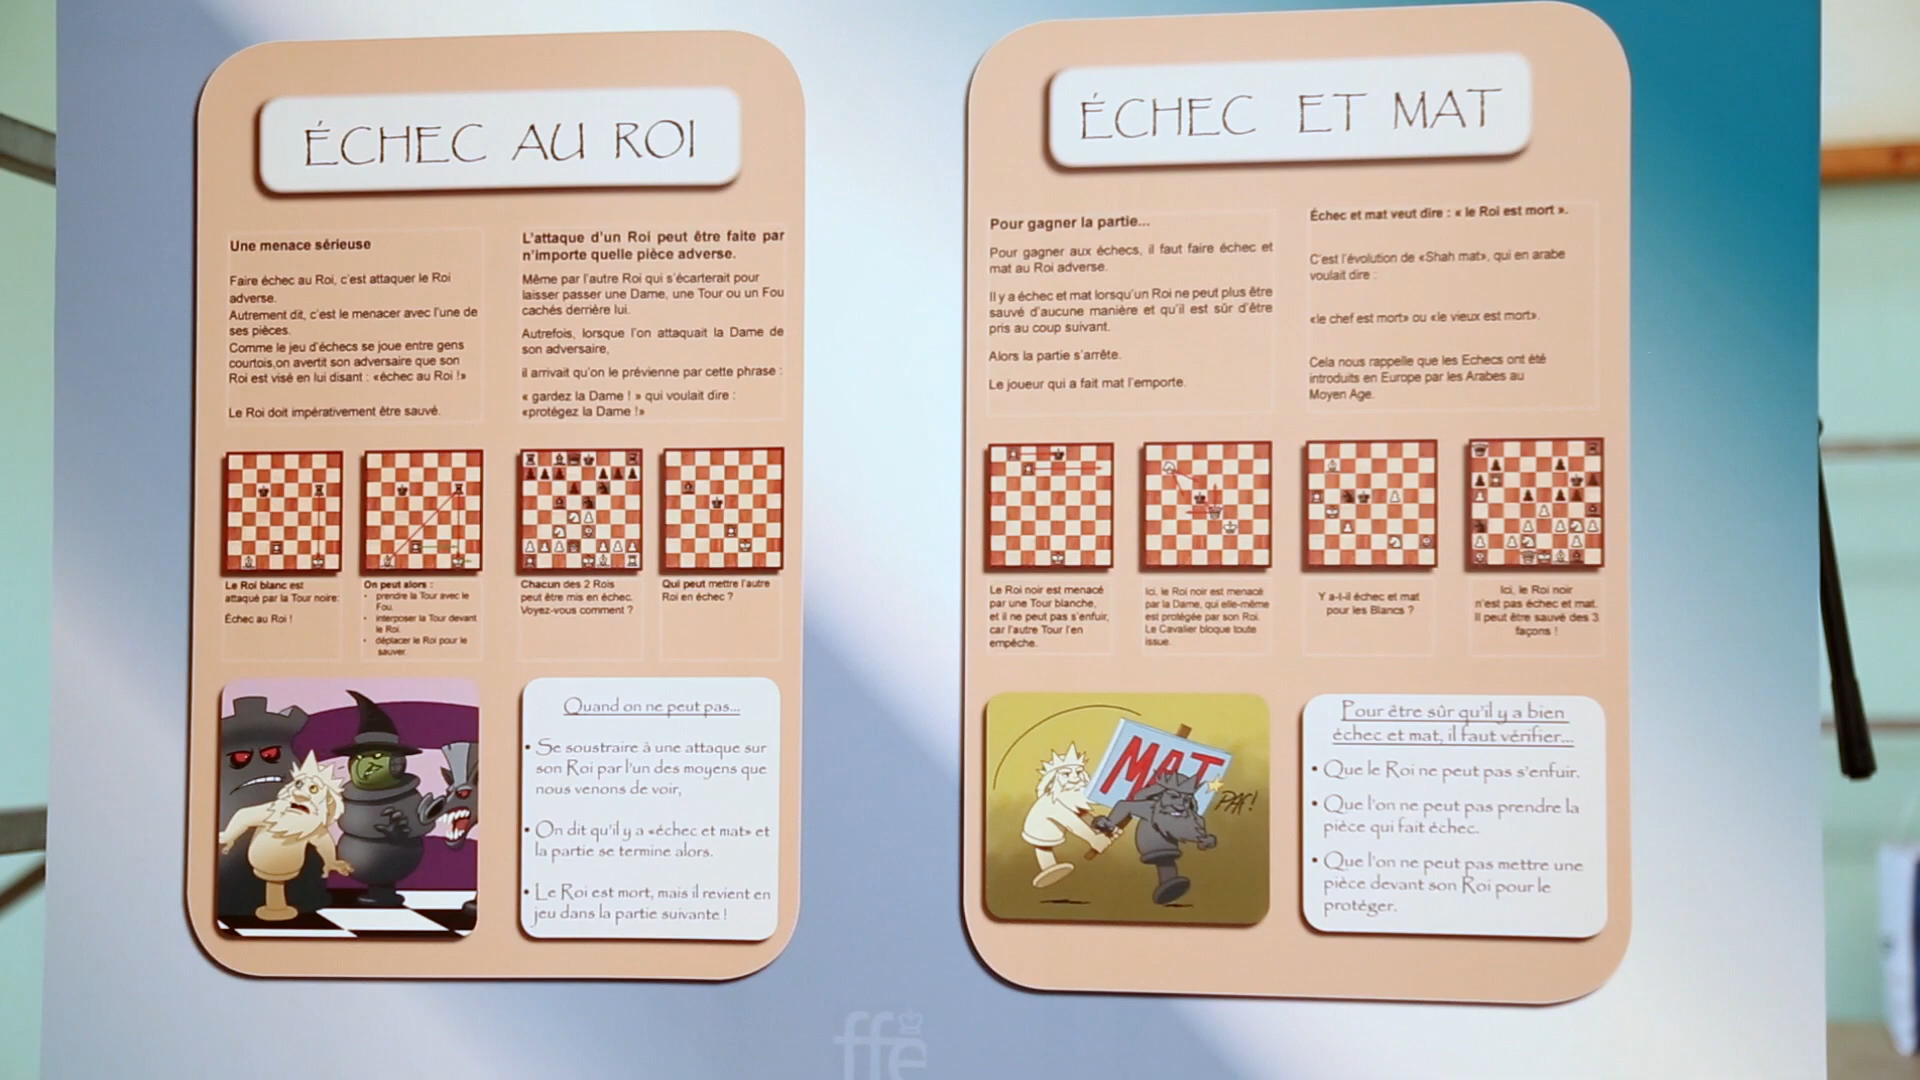 ÉCHEC AU ROI
Une menace sérieuse
Faire échec au Roi, c'est attaquer le Roi
adverse.
Autrement dit, c'est le menacer avec l'une de
ses pièces.
Comme le jeu d'échecs se joue entre gens
courtois,on avertit son adversaire que son
Roi est visé en lui disant : «échec au Roi !»
Le Roi doit impérativement être sauvé.
L'attaque d'un Roi peut être faite par
n'importe quelle pièce adverse.
Même par l'autre Roi qui s'écarterait pour
laisser passer une Dame, une Tour ou un Fou
cachés derrière lui.
Autrefois, lorsque l'on attaquait la Dame de
son adversaire,
il arrivait qu'on le prévienne par cette phrase :
« gardez la Dame ! » qui voulait dire :
«protégez la Dame !»
Le Roi blanc est
attaqué par la Tour noire:
Échec au Roi !
On peut alors :
• prendre la Tour avec le
Fou.
• interposer la Tour devant
le Roi.
• déplacer le Roi pour le
sauver.
Chacun des 2 Rois
peut être mis en échec.
Voyez-vous comment ?
Qui peut mettre l'autre
Roi en échec ?
Quand on ne peut pas...
• Se soustraire à une attaque sur
son Roi par l'un des moyens que
nous venons de voir,
• On dit qu'il y a «échec et mat» et
la partie se termine alors.
• Le Roi est mort, mais il revient en
jeu dans la partie suivante !
ÉCHEC ET MAT
Pour gagner la partie...
Pour gagner aux échecs, il faut faire échec et
mat au Roi adverse.
Il y a échec et mat lorsqu'un Roi ne peut plus être
sauvé d'aucune manière et qu'il est sûr d'être
pris au coup suivant.
Alors la partie s'arrête.
Le joueur qui a fait mat l'emporte.
Échec et mat veut dire : « le Roi est mort ».
C'est l'évolution de «Shah mat», qui en arabe
voulait dire :
«le chef est mort» ou «le vieux est mort».
Cela nous rappelle que les Echecs ont été
introduits en Europe par les Arabes au
Moyen Age.
Le Roi noir est menacé
par une Tour blanche,
et il ne peut pas s'enfuir,
car l'autre Tour l'en
empêche.
Ici, le Roi noir est menacé
par la Dame, qui elle-même
est protégée par son Roi.
Le Cavalier bloque toute
issue.
Y a-t-il échec et mat
pour les Blancs ?
Ici, le Roi noir
n'est pas échec et mat.
Il peut être sauvé des 3
façons !
MAT
PAF!
Pour être sûr qu'il y a bien
échec et mat, il faut vérifier...
• Que le Roi ne peut pas s'enfuir.
• Que l'on ne peut pas prendre la
pièce qui fait échec.
• Que l'on ne peut pas mettre une
pièce devant son Roi pour le
protéger.
ffe